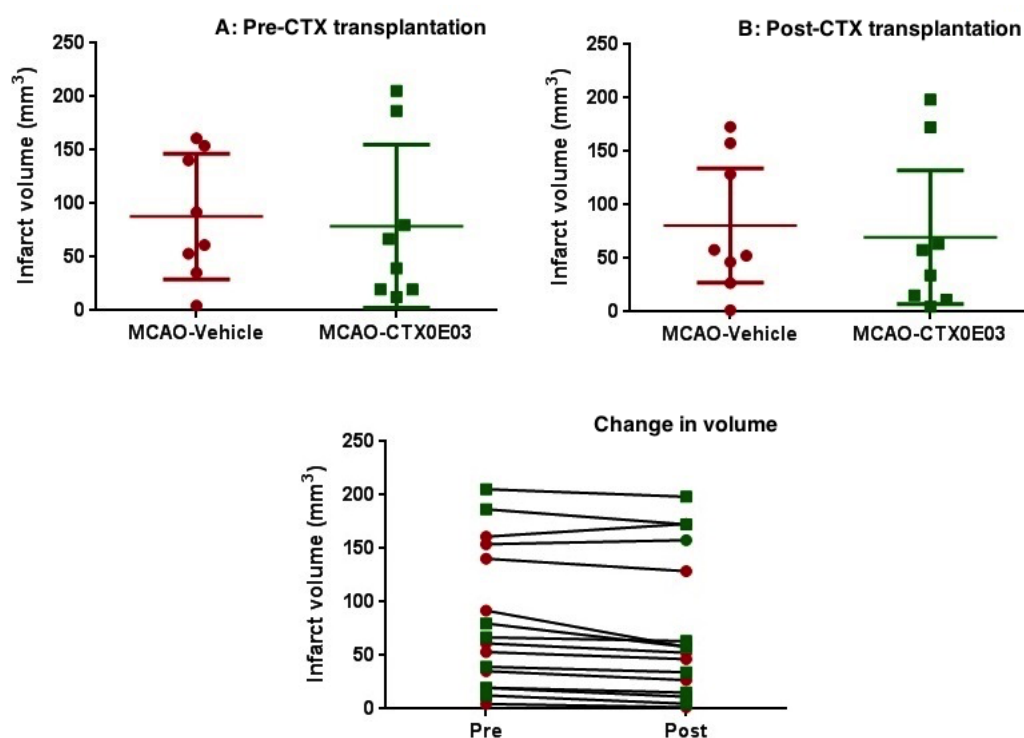 A: Pre-CTX transplantation
Infarct volume (mm³)
250
200
150
100
50
0
MCAO-Vehicle
MCAO-CTX0E03
B: Post-CTX transplantation
Infarct volume (mm³)
250
200
150
100
50
0
MCAO-Vehicle
MCAO-CTX0E03
Change in volume
Infarct volume (mm³)
250
200
150
100
50
0
Pre
Post